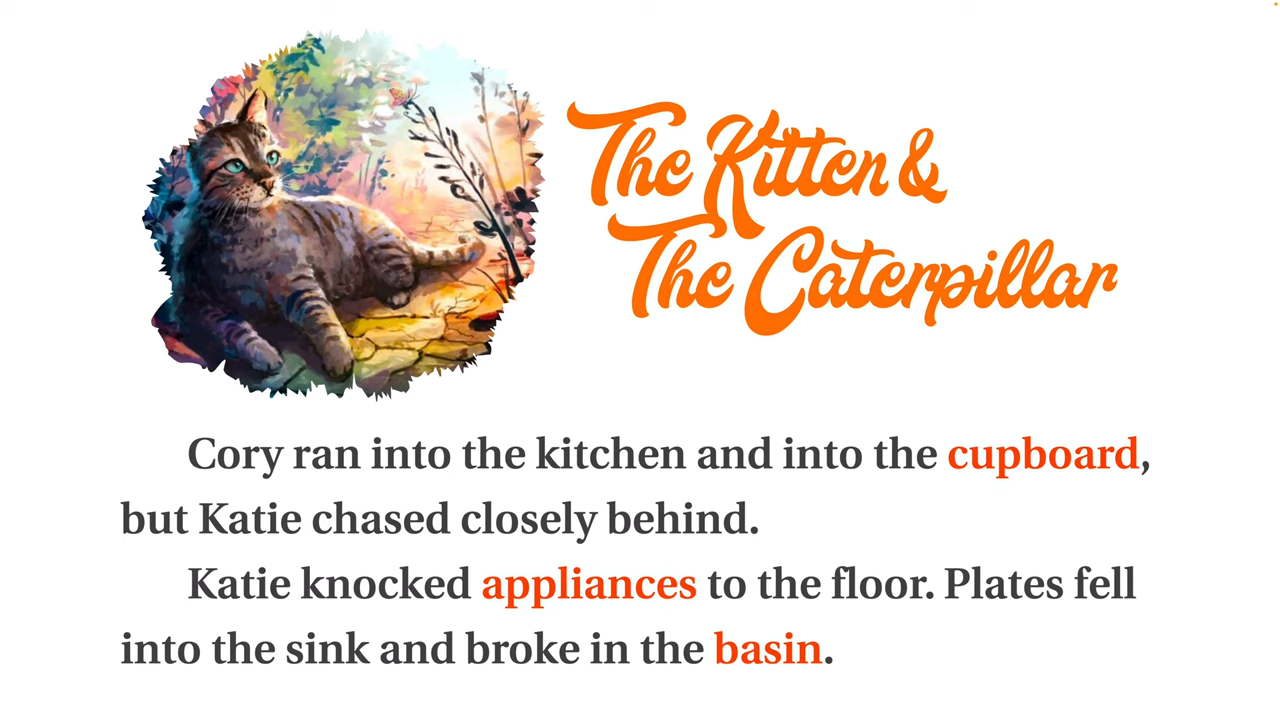 The Kitten &
The Caterpillar
Cory ran into the kitchen and into the cupboard,
but Katie chased closely behind.
Katie knocked appliances to the floor. Plates fell
into the sink and broke in the basin.